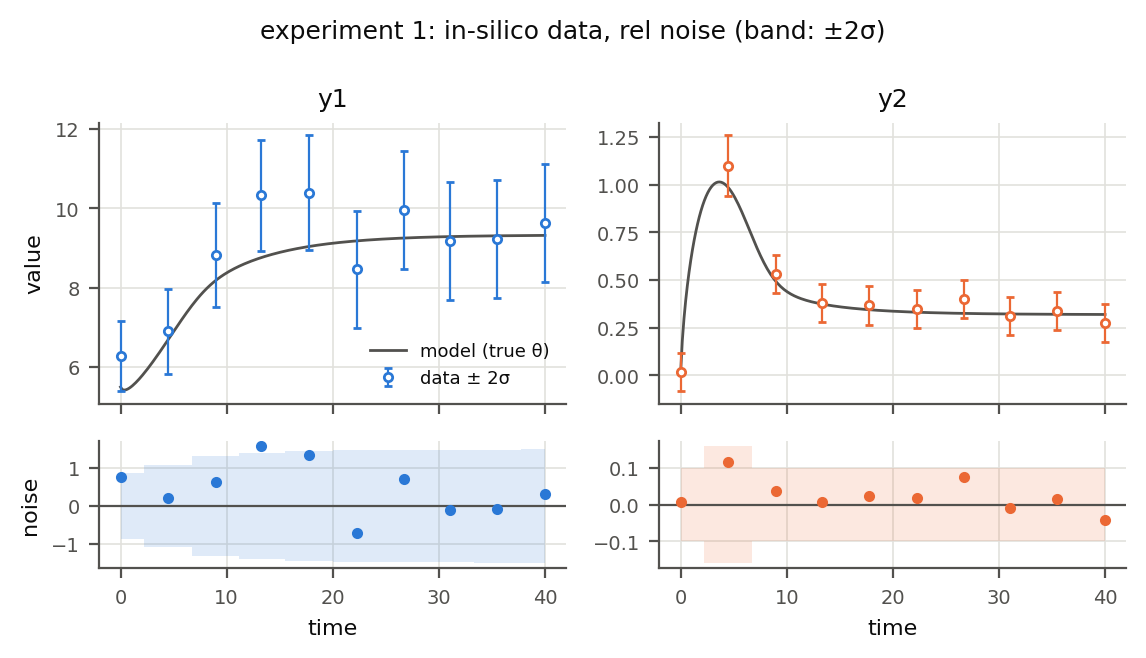 experiment 1: in-silico data, rel noise (band: ±2σ)
y1
y2
value
12
10
8
6
model (true θ)
data ± 2σ
1.25
1.00
0.75
0.50
0.25
0.00
noise
1
0
−1
0.1
0.0
−0.1
0 10 20 30 40
0 10 20 30 40
time
time